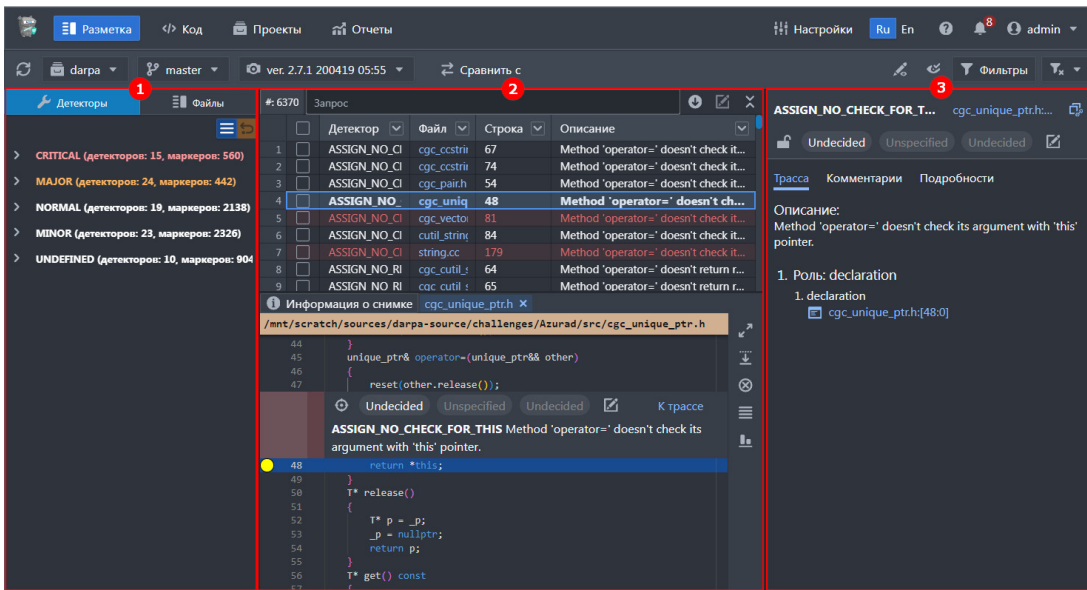 Разметка
</> Код
Проекты
Отчеты
Настройки
Ru En
8
admin
darpa
master
ver. 2.7.1 200419 05:55
Сравнить с
Фильтры
1
2
3
Детекторы
Файлы
CRITICAL (детекторов: 15, маркеров: 560)
MAJOR (детекторов: 24, маркеров: 442)
NORMAL (детекторов: 19, маркеров: 2138)
MINOR (детекторов: 23, маркеров: 2326)
UNDEFINED (детекторов: 10, маркеров: 904
#: 6370 Запрос
Детектор Файл Строка Описание
1 ASSIGN_NO_CI cgc_ccstrin 67 Method 'operator=' doesn't check it...
2 ASSIGN_NO_CI cgc_ccstrin 74 Method 'operator=' doesn't check it...
3 ASSIGN_NO_CI cgc_pair.h 54 Method 'operator=' doesn't check it...
4 ASSIGN_NO_ cgc_uniq 48 Method 'operator=' doesn't ch...
5 ASSIGN_NO_CI cgc_vector 81 Method 'operator=' doesn't check it...
6 ASSIGN_NO_CI cutil_string 84 Method 'operator=' doesn't check it...
7 ASSIGN_NO_CI string.cc 179 Method 'operator=' doesn't check it...
8 ASSIGN_NO_RI cgc_cutil_s 64 Method 'operator=' doesn't return r...
9 ASSIGN_NO_RI cgc_cutil_s 65 Method 'operator=' doesn't return r...
Информация о снимке cgc_unique_ptr.h ×
/mnt/scratch/sources/darpa-source/challenges/Azurad/src/cgc_unique_ptr.h
44 }
45 unique_ptr& operator=(unique_ptr&& other)
46 {
47 reset(other.release());
Undecided Unspecified Undecided К трассе
ASSIGN_NO_CHECK_FOR_THIS Method 'operator=' doesn't check its
argument with 'this' pointer.
48 return *this;
49 }
50 T* release()
51 {
52 T* p = _p;
53 _p = nullptr;
54 return p;
55 }
56 T* get() const
57 {
ASSIGN_NO_CHECK_FOR_T... cgc_unique_ptr.h:...
Undecided Unspecified Undecided
Трасса Комментарии Подробности
Описание:
Method 'operator=' doesn't check its argument with 'this'
pointer.
1. Роль: declaration
1. declaration
cgc_unique_ptr.h:[48:0]